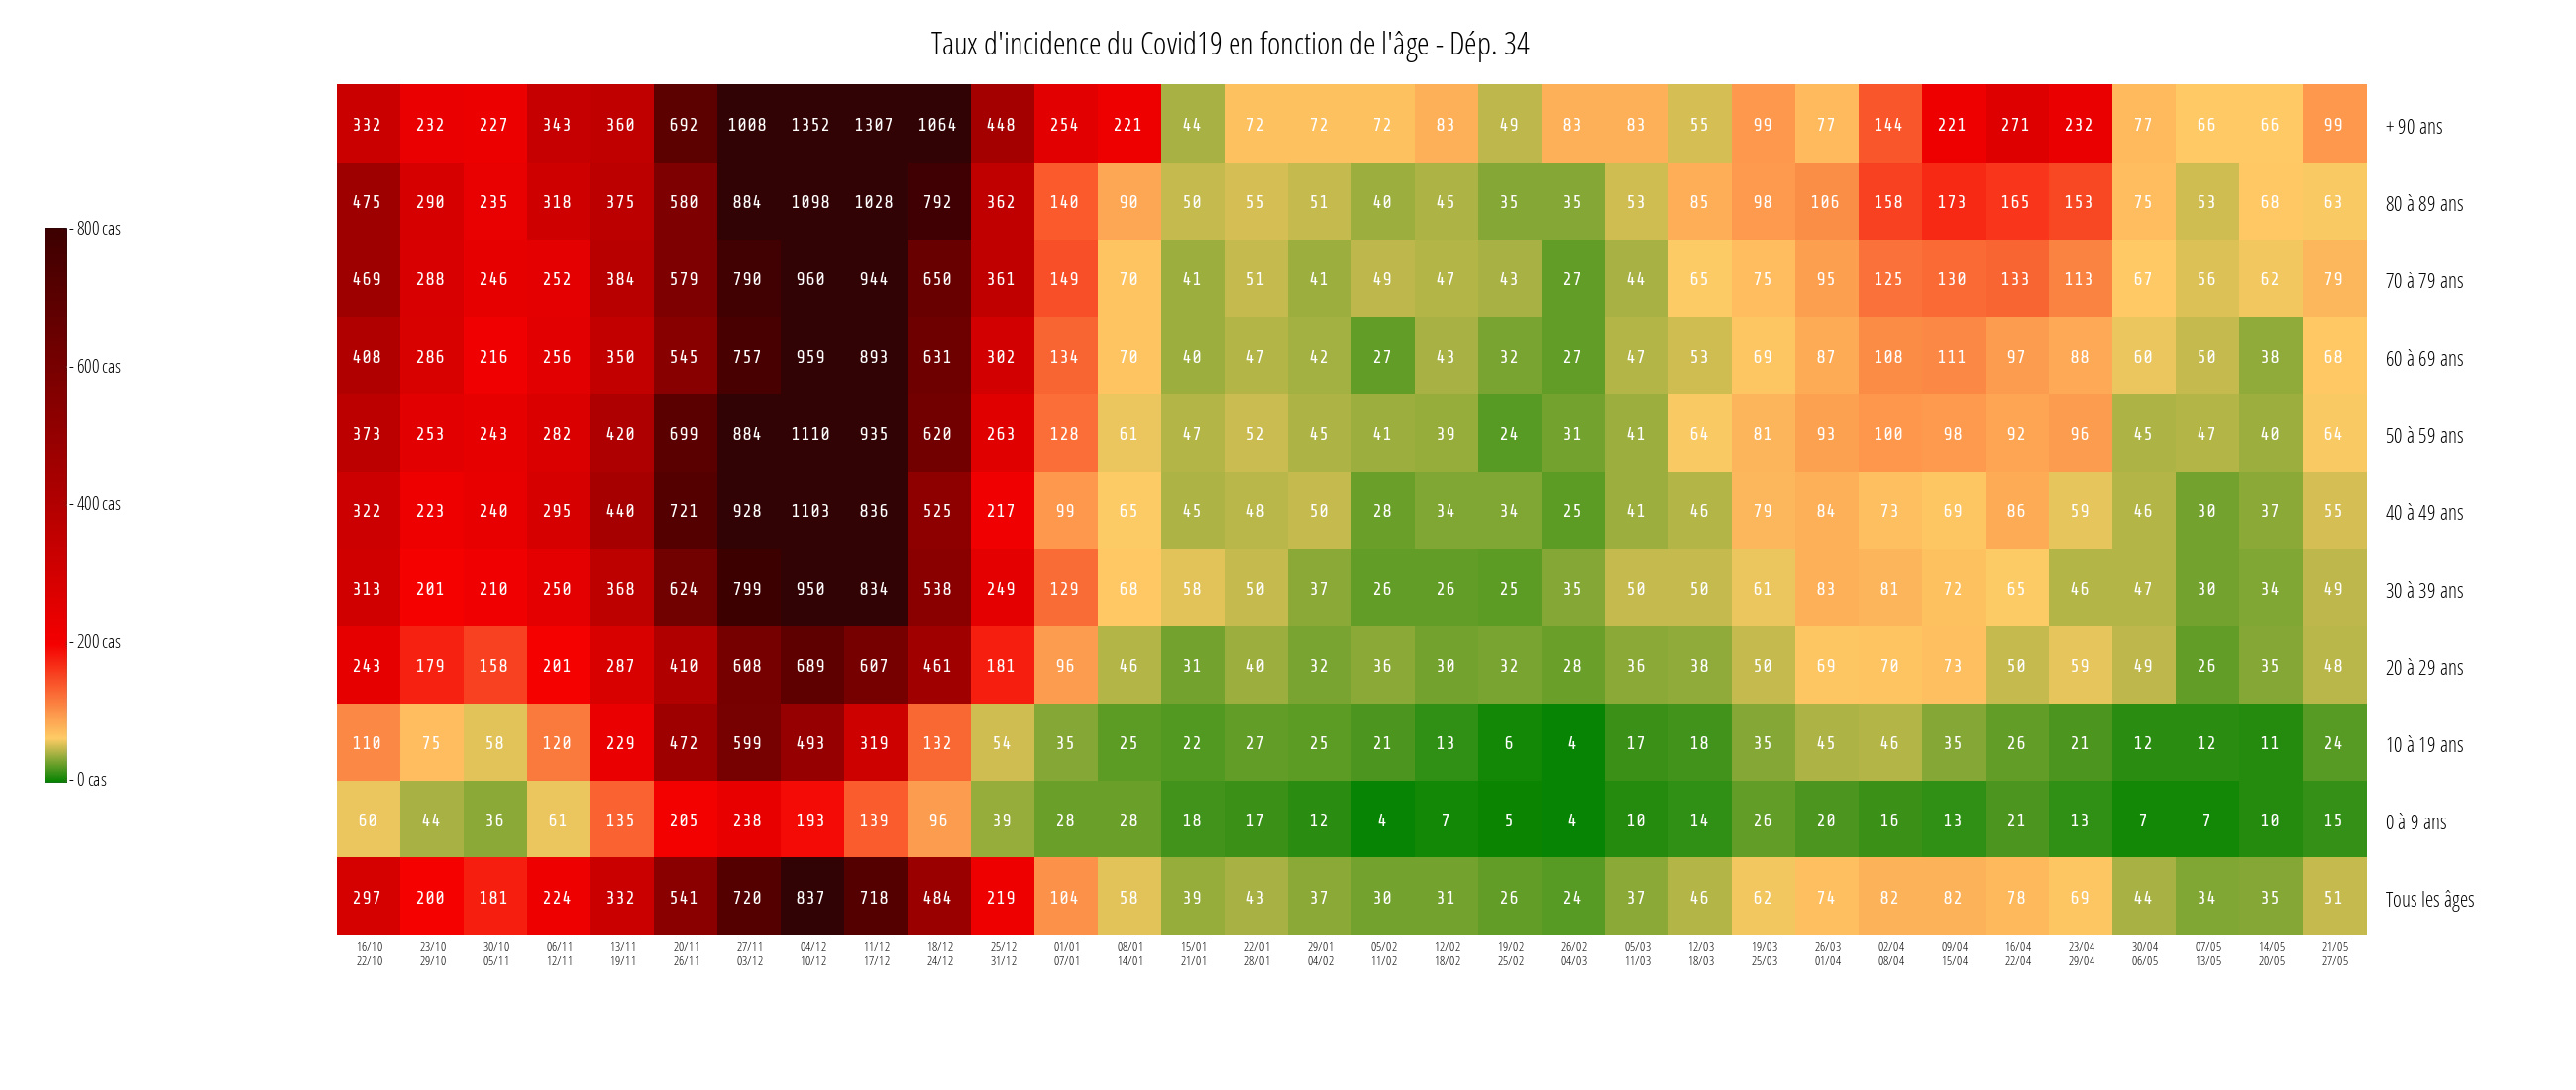 Taux d'incidence du Covid19 en fonction de l'âge - Dép. 34
- 800 cas
- 600 cas
- 400 cas
- 200 cas
- 0 cas
332 232 227 343 360 692 1008 1352 1307 1064 448 254 221 44 72 72 72 83 49 83 83 55 99 77 144 221 271 232 77 66 66 99 + 90 ans
475 290 235 318 375 580 884 1098 1028 792 362 140 90 50 55 51 40 45 35 35 53 85 98 106 158 173 165 153 75 53 68 63 80 à 89 ans
469 288 246 252 384 579 790 960 944 650 361 149 70 41 51 41 49 47 43 27 44 65 75 95 125 130 133 113 67 56 62 79 70 à 79 ans
408 286 216 256 350 545 757 959 893 631 302 134 70 40 47 42 27 43 32 27 47 53 69 87 108 111 97 88 60 50 38 68 60 à 69 ans
373 253 243 282 420 699 884 1110 935 620 263 128 61 47 52 45 41 39 24 31 41 64 81 93 100 98 92 96 45 47 40 64 50 à 59 ans
322 223 240 295 440 721 928 1103 836 525 217 99 65 45 48 50 28 34 34 25 41 46 79 84 73 69 86 59 46 30 37 55 40 à 49 ans
313 201 210 250 368 624 799 950 834 538 249 129 68 58 50 37 26 26 25 35 50 50 61 83 81 72 65 46 47 30 34 49 30 à 39 ans
243 179 158 201 287 410 608 689 607 461 181 96 46 31 40 32 36 30 32 28 36 38 50 69 70 73 50 59 49 26 35 48 20 à 29 ans
110 75 58 120 229 472 599 493 319 132 54 35 25 22 27 25 21 13 6 4 17 18 35 45 46 35 26 21 12 12 11 24 10 à 19 ans
60 44 36 61 135 205 238 193 139 96 39 28 28 18 17 12 4 7 5 4 10 14 26 20 16 13 21 13 7 7 10 15 0 à 9 ans
297 200 181 224 332 541 720 837 718 484 219 104 58 39 43 37 30 31 26 24 37 46 62 74 82 82 78 69 44 34 35 51 Tous les âges
16/10 23/10 30/10 06/11 13/11 20/11 27/11 04/12 11/12 18/12 25/12 01/01 08/01 15/01 22/01 29/01 05/02 12/02 19/02 26/02 05/03 12/03 19/03 26/03 02/04 09/04 16/04 23/04 30/04 07/05 14/05 21/05
22/10 29/10 05/11 12/11 19/11 26/11 03/12 10/12 17/12 24/12 31/12 07/01 14/01 21/01 28/01 04/02 11/02 18/02 25/02 04/03 11/03 18/03 25/03 01/04 08/04 15/04 22/04 29/04 06/05 13/05 20/05 27/05